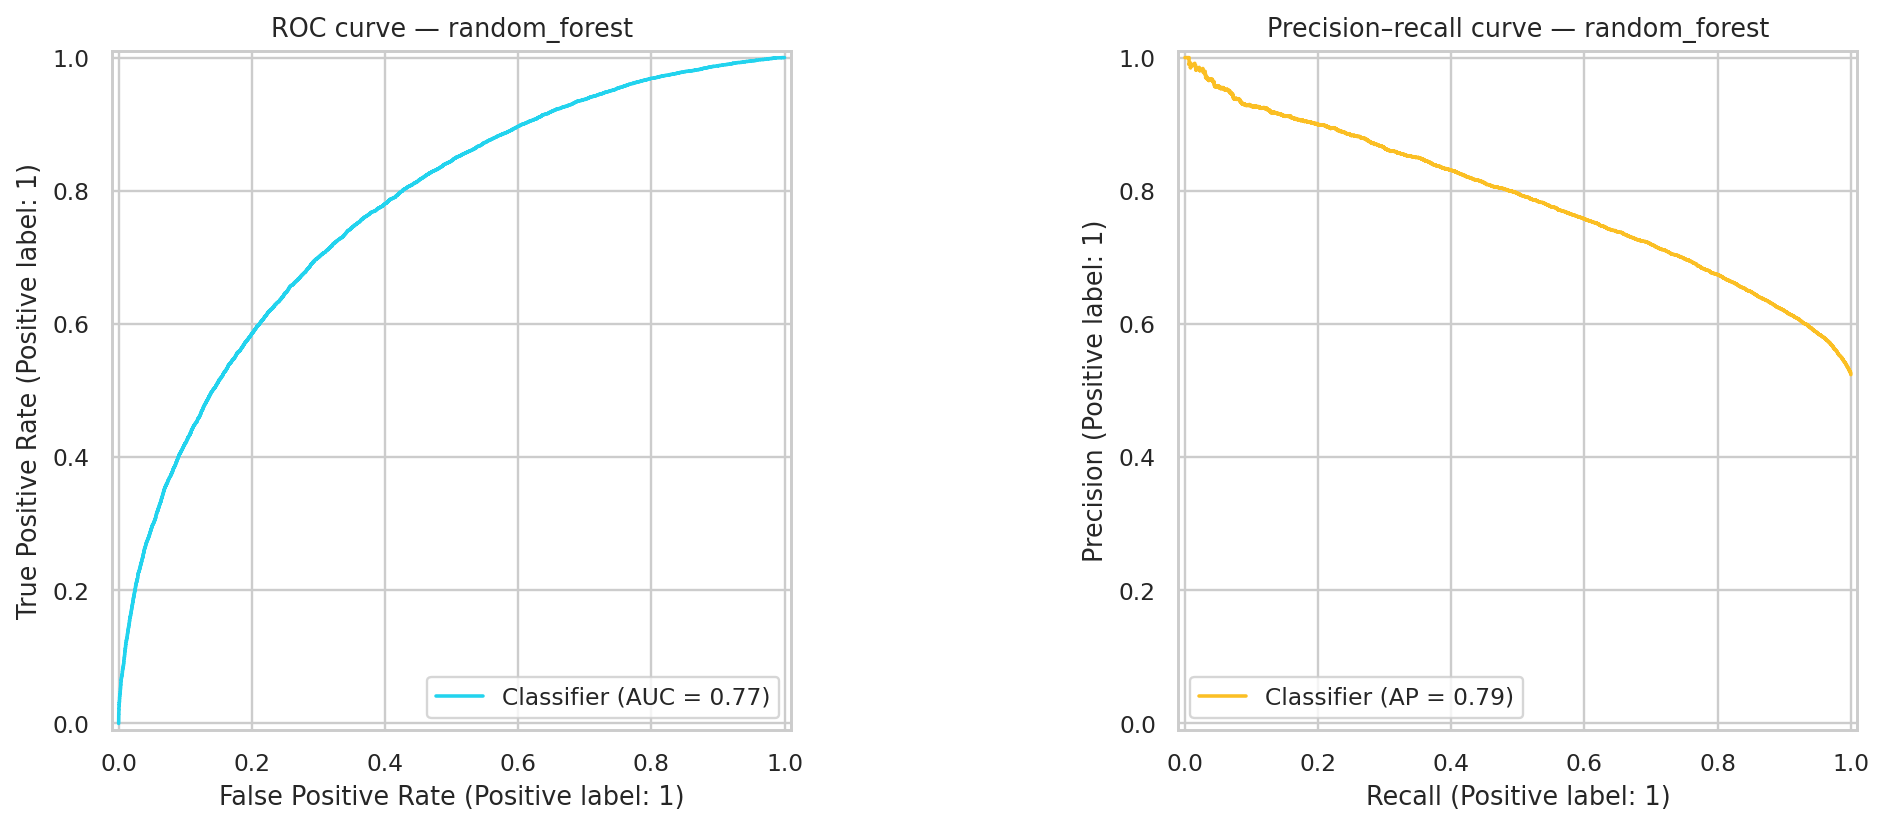 ROC curve — random_forest
True Positive Rate (Positive label: 1)
1.0
0.8
0.6
0.4
0.2
0.0
0.0 0.2 0.4 0.6 0.8 1.0
False Positive Rate (Positive label: 1)
Classifier (AUC = 0.77)
Precision–recall curve — random_forest
Precision (Positive label: 1)
1.0
0.8
0.6
0.4
0.2
0.0
0.0 0.2 0.4 0.6 0.8 1.0
Recall (Positive label: 1)
Classifier (AP = 0.79)